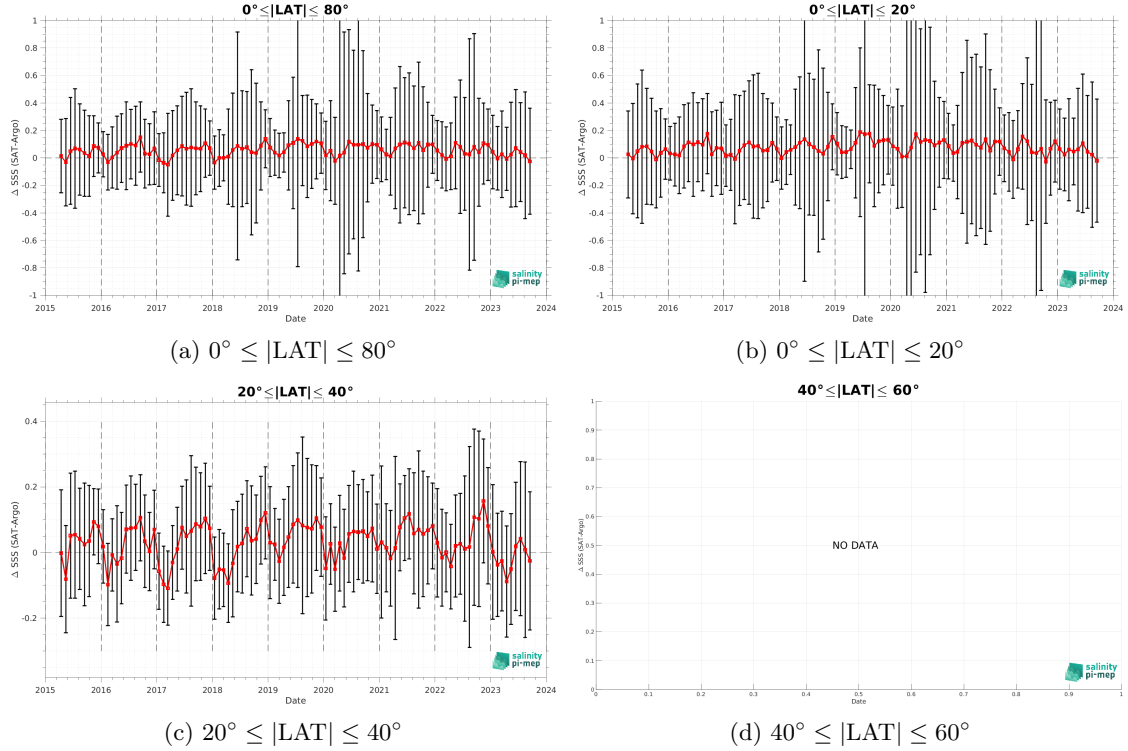 0°≤|LAT|≤ 80°
Δ SSS (SAT-Argo)
1
0.8
0.6
0.4
0.2
0
-0.2
-0.4
-0.6
-0.8
-1
2015 2016 2017 2018 2019 2020 2021 2022 2023 2024
Date
salinity
pi-mep
(a) 0° ≤ |LAT| ≤ 80°
0°≤|LAT|≤ 20°
Δ SSS (SAT-Argo)
1
0.8
0.6
0.4
0.2
0
-0.2
-0.4
-0.6
-0.8
-1
2015 2016 2017 2018 2019 2020 2021 2022 2023 2024
Date
salinity
pi-mep
(b) 0° ≤ |LAT| ≤ 20°
20°≤|LAT|≤ 40°
Δ SSS (SAT-Argo)
0.4
0.2
0
-0.2
2015 2016 2017 2018 2019 2020 2021 2022 2023 2024
Date
salinity
pi-mep
(c) 20° ≤ |LAT| ≤ 40°
40°≤|LAT|≤ 60°
Δ SSS (SAT-Argo)
1
0.9
0.8
0.7
0.6
0.5
0.4
0.3
0.2
0.1
0
NO DATA
0 0.1 0.2 0.3 0.4 0.5 0.6 0.7 0.8 0.9 1
Date
salinity
pi-mep
(d) 40° ≤ |LAT| ≤ 60°